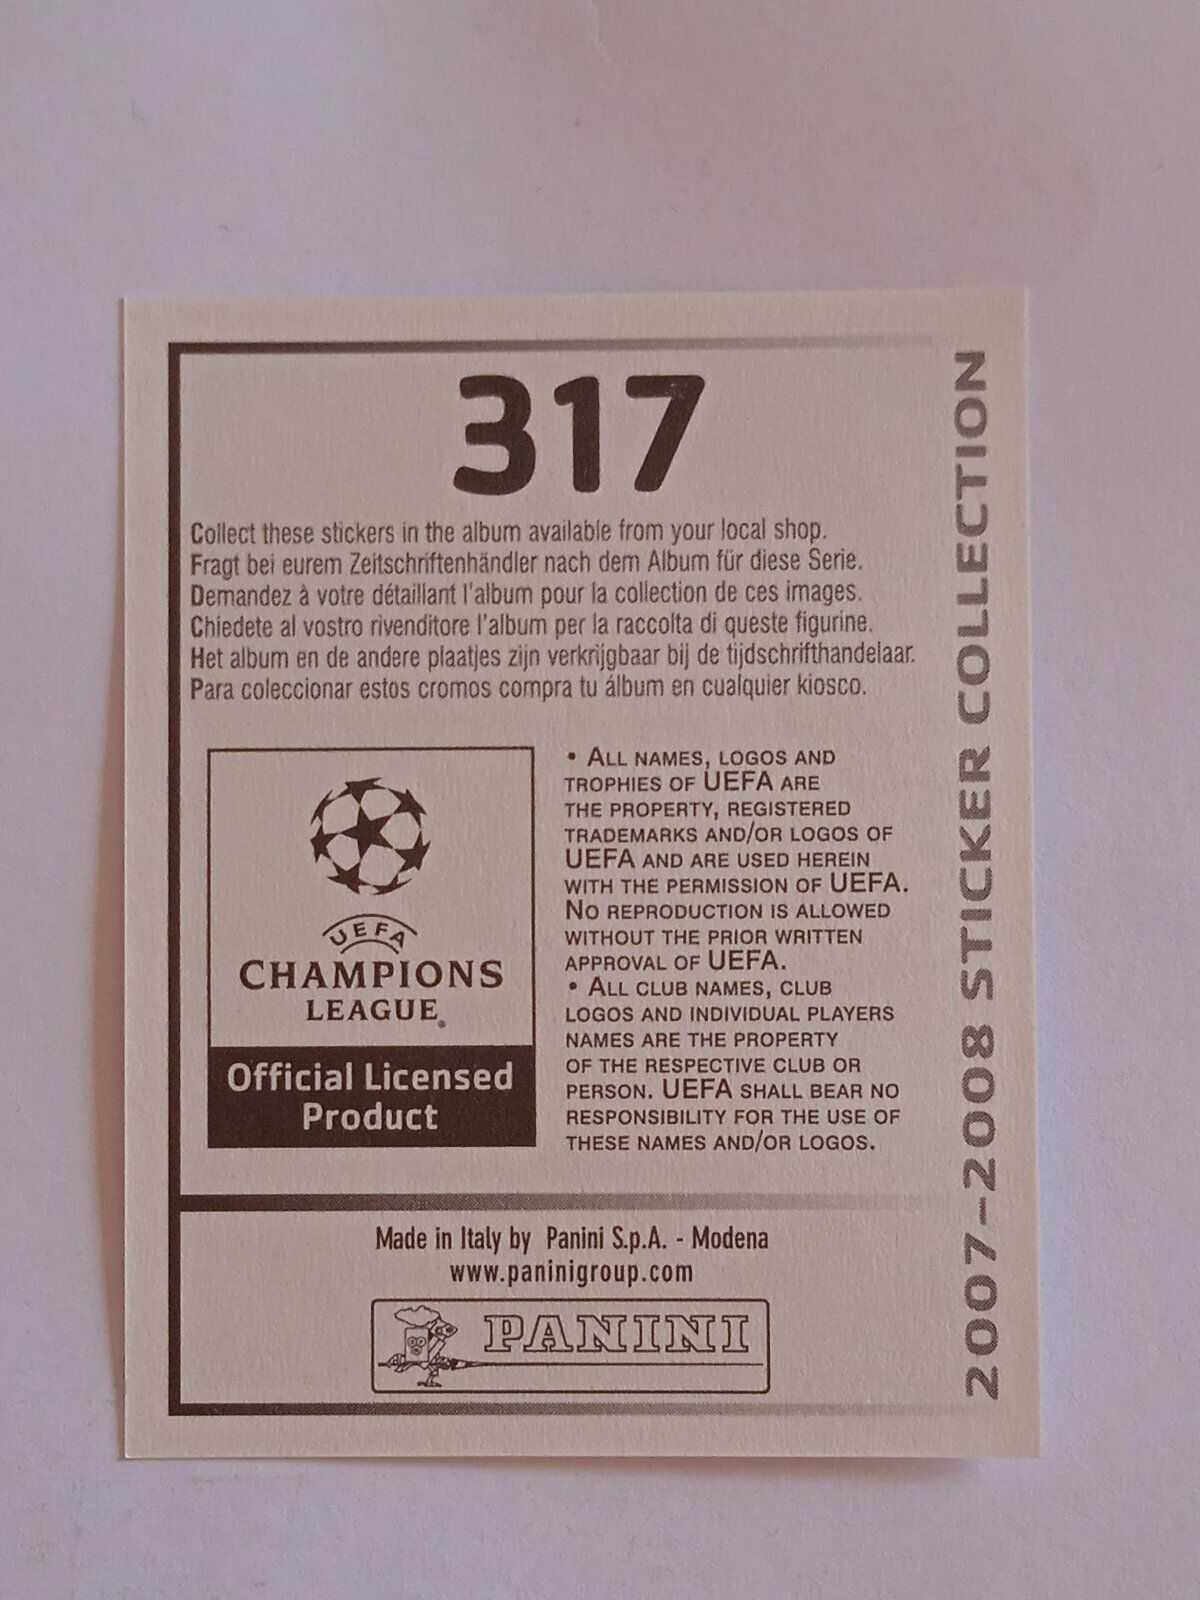 317
Collect these stickers in the album available from your local shop.
Fragt bei eurem Zeitschriftenhändler nach dem Album für diese Serie.
Demandez à votre détaillant l'album pour la collection de ces images.
Chiedete al vostro rivenditore l'album per la raccolta di queste figurine.
Het album en de andere plaatjes zijn verkrijgbaar bij de tijdschrifthandelaar.
Para coleccionar estos cromos compra tu álbum en cualquier kiosco.
UEFA
CHAMPIONS
LEAGUE®
Official Licensed
Product
• ALL NAMES, LOGOS AND
TROPHIES OF UEFA ARE
THE PROPERTY, REGISTERED
TRADEMARKS AND/OR LOGOS OF
UEFA AND ARE USED HEREIN
WITH THE PERMISSION OF UEFA.
NO REPRODUCTION IS ALLOWED
WITHOUT THE PRIOR WRITTEN
APPROVAL OF UEFA.
• ALL CLUB NAMES, CLUB
LOGOS AND INDIVIDUAL PLAYERS
NAMES ARE THE PROPERTY
OF THE RESPECTIVE CLUB OR
PERSON. UEFA SHALL BEAR NO
RESPONSIBILITY FOR THE USE OF
THESE NAMES AND/OR LOGOS.
Made in Italy by Panini S.p.A. - Modena
www.paninigroup.com
PANINI
2007-2008 STICKER COLLECTION